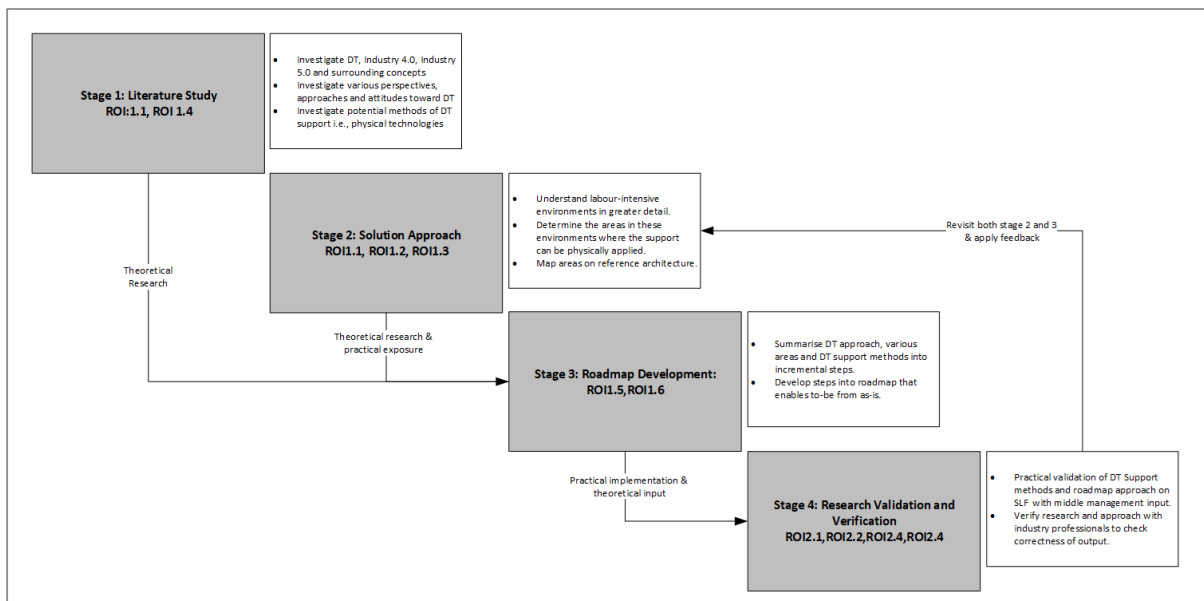 Stage 1: Literature Study
ROI:1.1, ROI 1.4
• Investigate DT, Industry 4.0, Industry
5.0 and surrounding concepts
• Investigate various perspectives,
approaches and attitudes toward DT
• Investigate potential methods of DT
support i.e., physical technologies
Theoretical
Research
Stage 2: Solution Approach
ROI1.1, ROI1.2, ROI1.3
• Understand labour-intensive
environments in greater detail.
• Determine the areas in these
environments where the support
can be physically applied.
• Map areas on reference architecture.
Revisit both stage 2 and 3
& apply feedback
Theoretical research &
practical exposure
Stage 3: Roadmap Development:
ROI1.5,ROI1.6
• Summarise DT approach, various
areas and DT support methods into
incremental steps.
• Develop steps into roadmap that
enables to-be from as-is.
Practical implementation &
theoretical input
Stage 4: Research Validation and
Verification
ROI2.1,ROI2.2,ROI2.4,ROI2.4
• Practical validation of DT Support
methods and roadmap approach on
SLF with middle management input.
• Verify research and approach with
industry professionals to check
correctness of output.